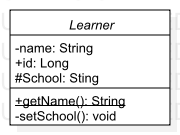 Learner
-name: String
+id: Long
#School: Sting
+getName(): String
-setSchool(): void